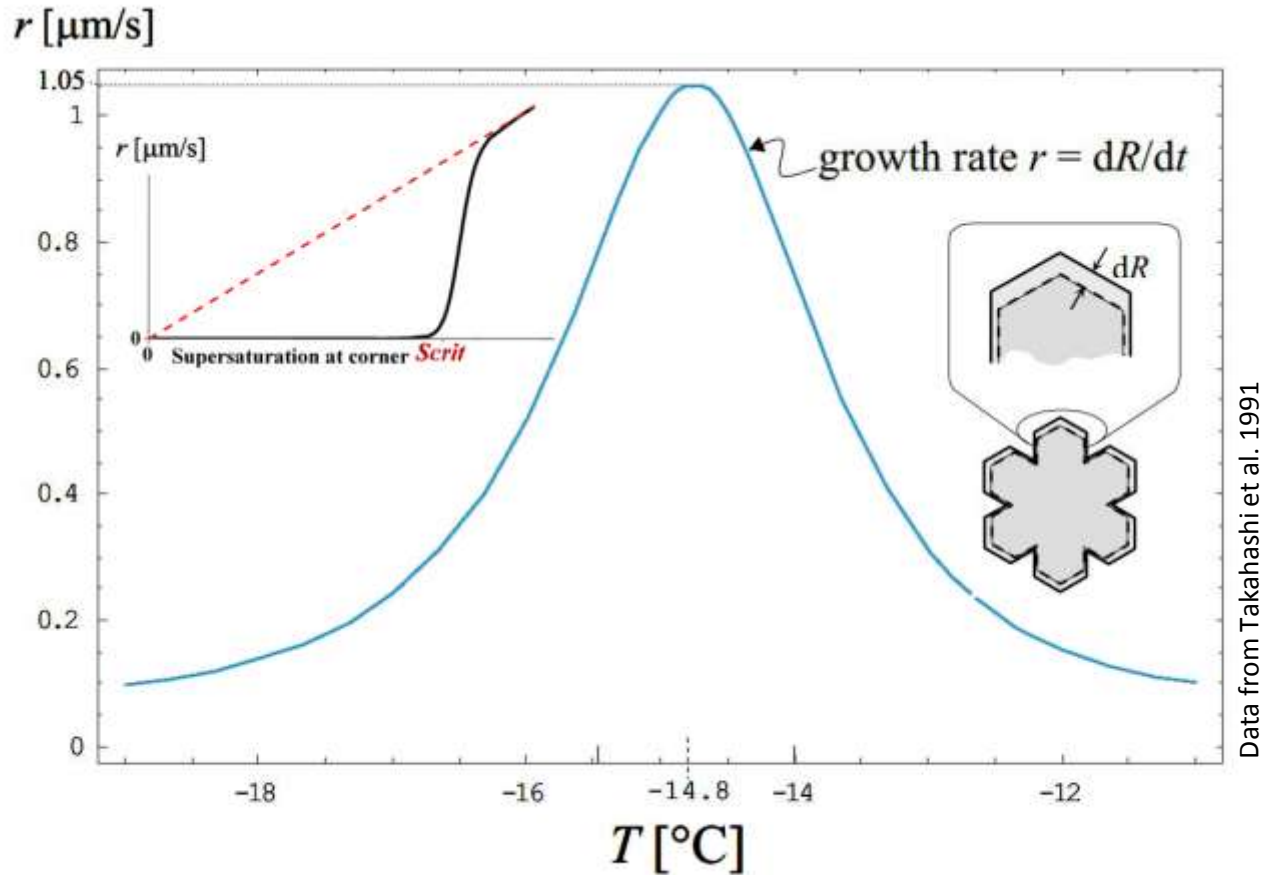 r [μm/s]
1.05
1
0.8
0.6
0.4
0.2
0
r [μm/s]
0
0
Supersaturation at corner Scrit
growth rate r = dR/dt
dR
-18
-16
-14.8
-14
-12
T [°C]
Data from Takahashi et al. 1991